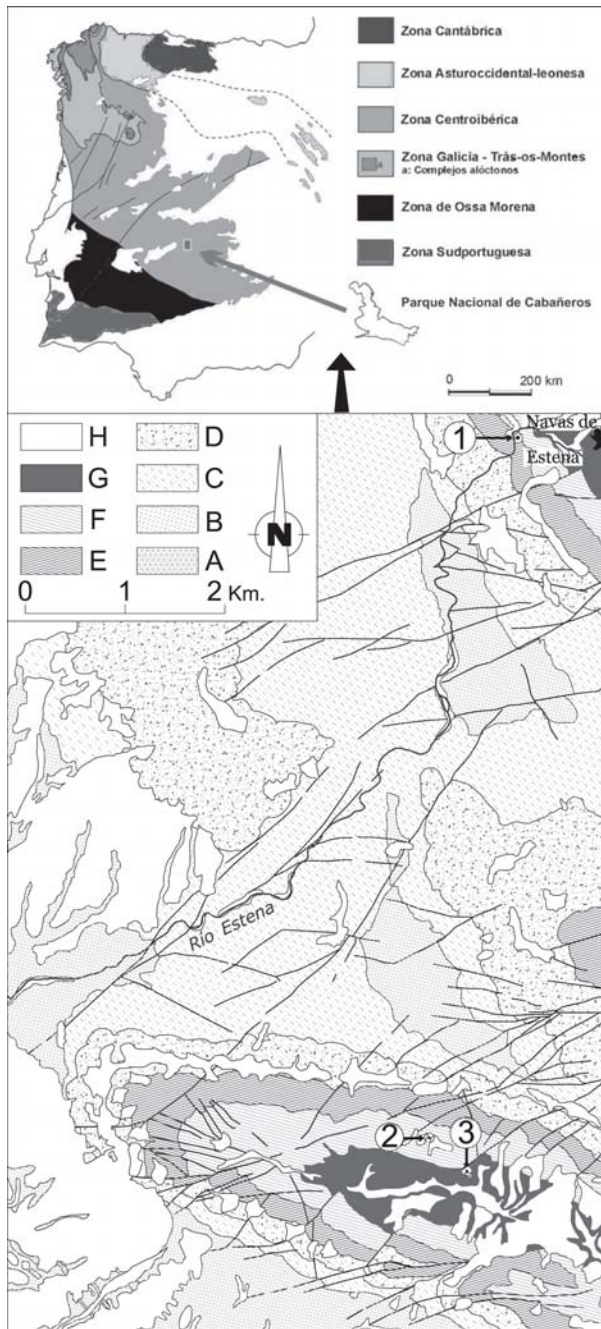 Zona Cantábrica
Zona Asturoccidental-leonesa
Zona Centroibérica
Zona Galicia - Trás-os-Montes
a: Complejos alóctonos
Zona de Ossa Morena
Zona Sudportuguesa
Parque Nacional de Cabañeros
0 200 km
H D
G C
F B
E A
N
0 1 2 Km.
1
Navas de
Estena
Río Estena
2
3